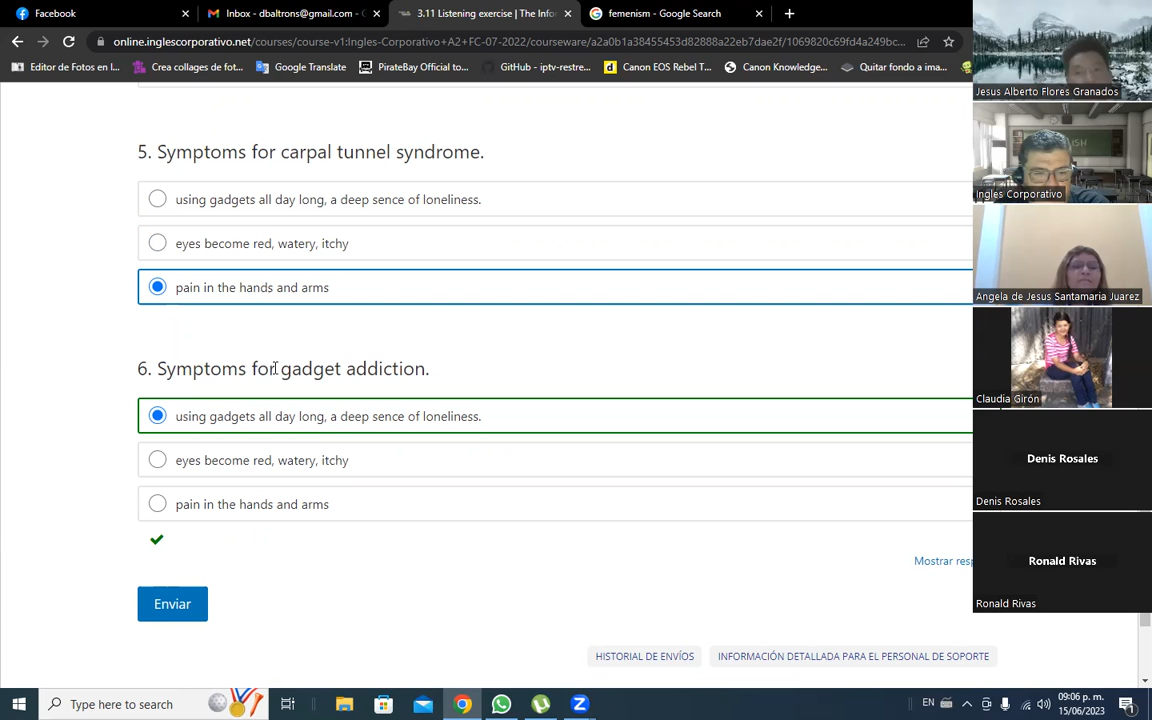 Facebook
Inbox - dbaltrons@gmail.com -
3.11 Listening exercise | The Info
femenism - Google Search
online.inglescorporativo.net/courses/course-v1:Ingles-Corporativo+A2+FC-07-2022/courseware/a2a0b1a38455453d82888a22eb7dae2f/1069820c69fd4a249bc...
Editor de Fotos en l...
Crea collages de fot...
Google Translate
PirateBay Official to...
GitHub - iptv-restre...
Canon EOS Rebel T...
Canon Knowledge...
Quitar fondo a ima...
5. Symptoms for carpal tunnel syndrome.
using gadgets all day long, a deep sence of loneliness.
eyes become red, watery, itchy
pain in the hands and arms
6. Symptoms for gadget addiction.
using gadgets all day long, a deep sence of loneliness.
eyes become red, watery, itchy
pain in the hands and arms
Mostrar resp
Enviar
HISTORIAL DE ENVÍOS
INFORMACIÓN DETALLADA PARA EL PERSONAL DE SOPORTE
Jesus Alberto Flores Granados
Ingles Corporativo
Angela de Jesus Santamaria Juarez
Claudia Girón
Denis Rosales
Denis Rosales
Ronald Rivas
Ronald Rivas
Type here to search
EN
09:06 p. m.
15/06/2023
1